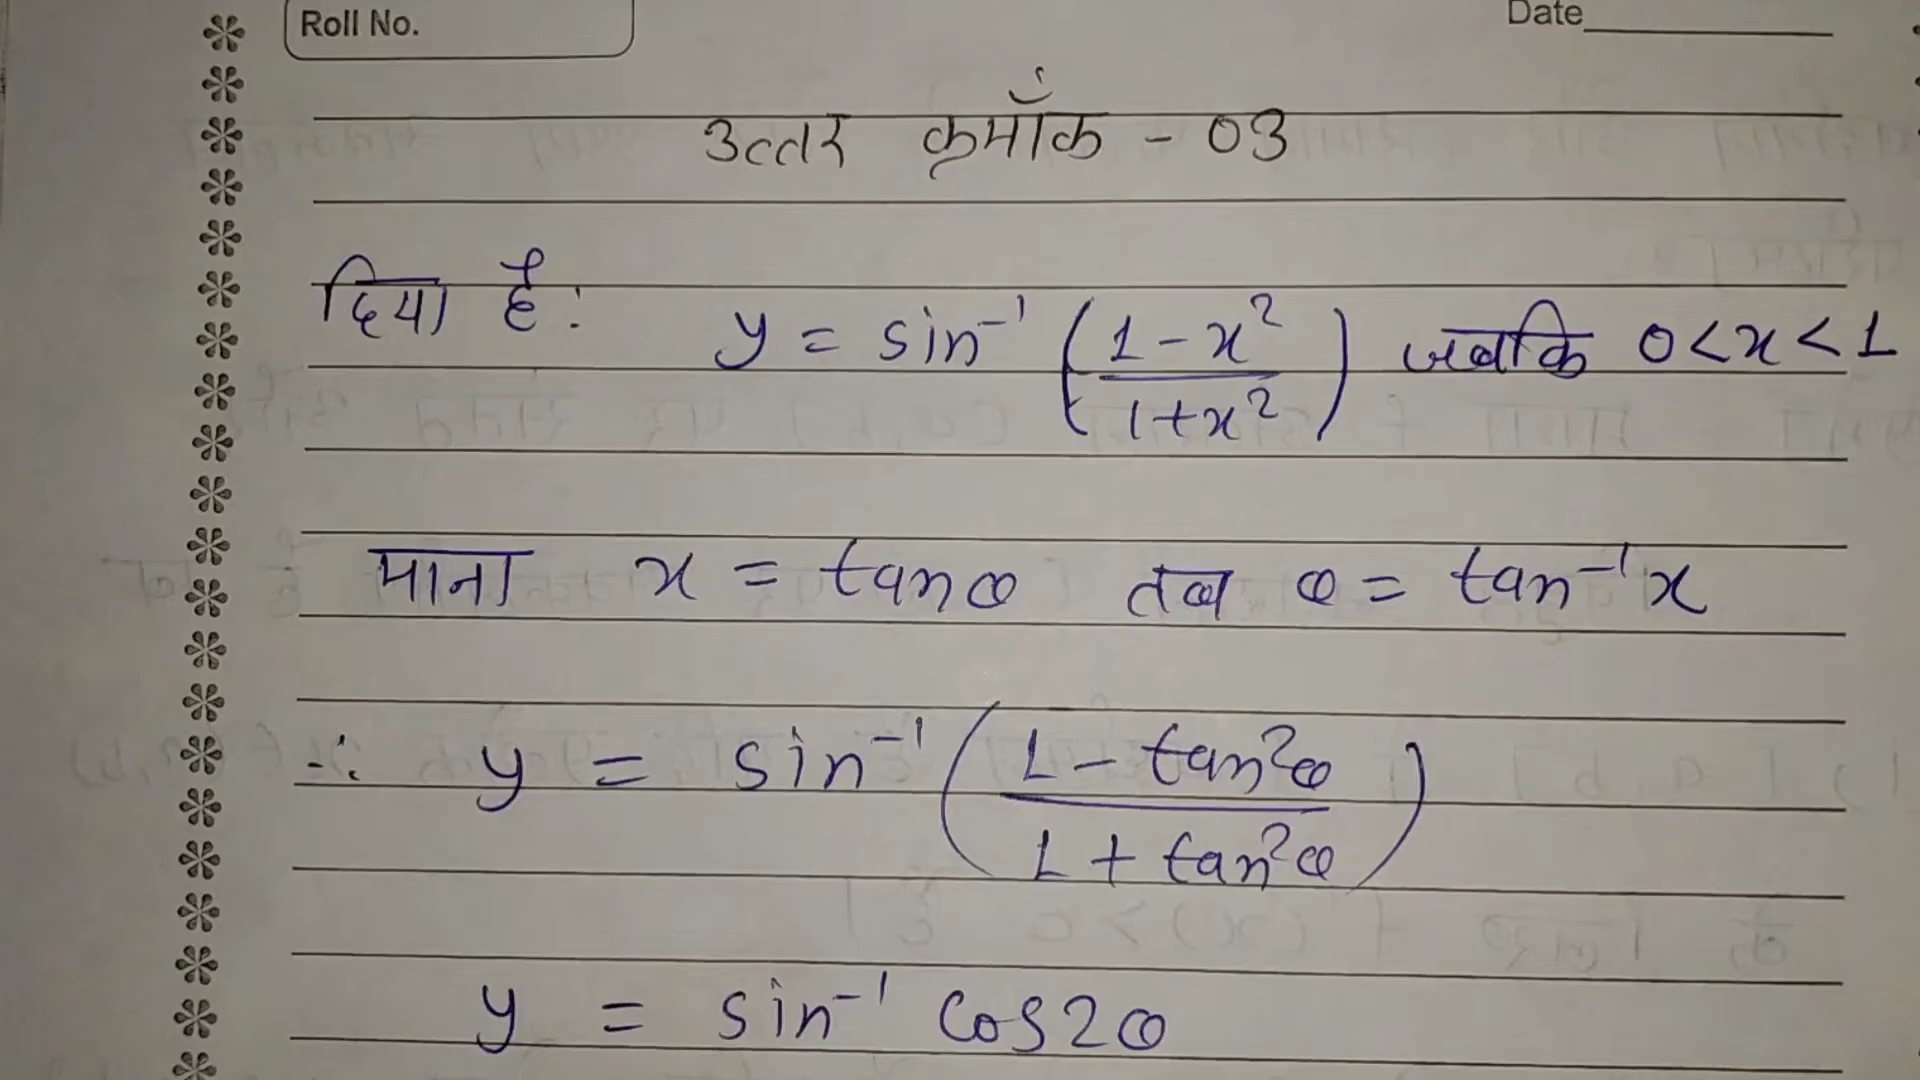 Roll No.
Date
उत्तर क्रमाँक - 03
दिया है: y = sin⁻¹ (1-x²/1+x²) जबकि 0<x<1
माना x = tanθ तब θ = tan⁻¹x
∴ y = sin⁻¹ (1 - tan²θ / 1 + tan²θ)
y = sin⁻¹ cos2θ